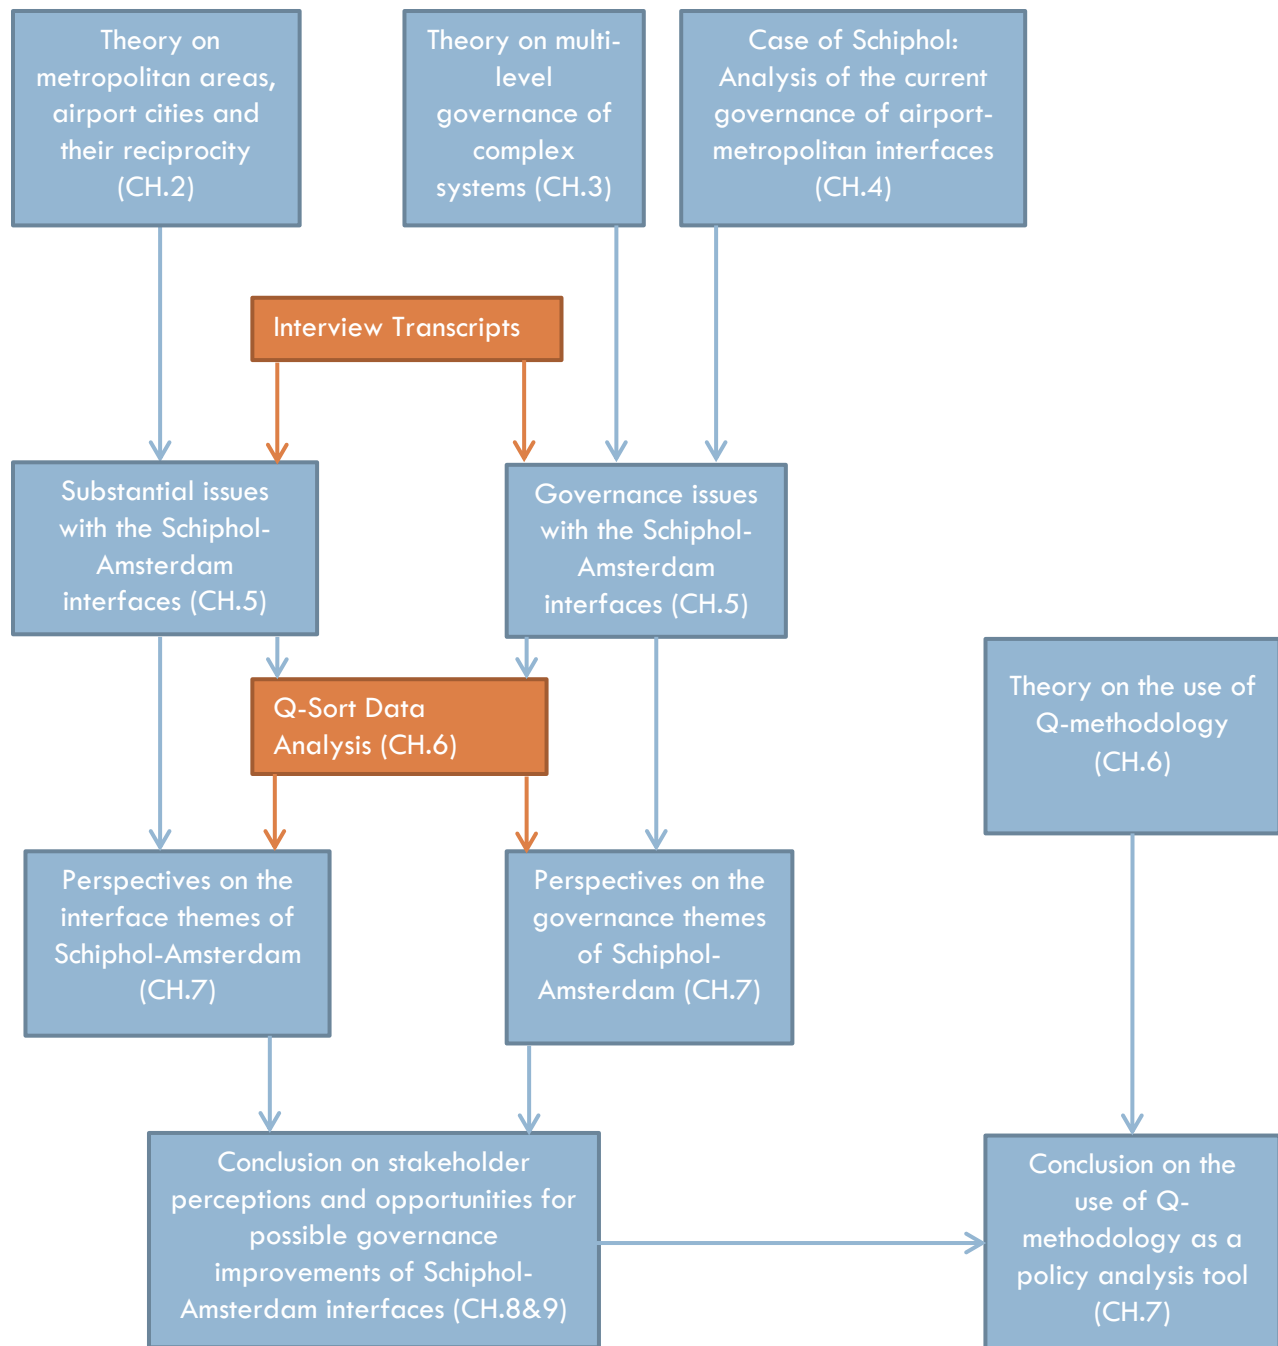 Theory on
metropolitan areas,
airport cities and
their reciprocity
(CH.2)
Theory on multi-
level
governance of
complex
systems (CH.3)
Case of Schiphol:
Analysis of the current
governance of airport-
metropolitan interfaces
(CH.4)
Interview Transcripts
Substantial issues
with the Schiphol-
Amsterdam
interfaces (CH.5)
Governance issues
with the Schiphol-
Amsterdam
interfaces (CH.5)
Q-Sort Data
Analysis (CH.6)
Theory on the use of
Q-methodology
(CH.6)
Perspectives on the
interface themes of
Schiphol-Amsterdam
(CH.7)
Perspectives on the
governance themes
of Schiphol-
Amsterdam (CH.7)
Conclusion on stakeholder
perceptions and opportunities for
possible governance
improvements of Schiphol-
Amsterdam interfaces (CH.8&9)
Conclusion on the
use of Q-
methodology as a
policy analysis tool
(CH.7)